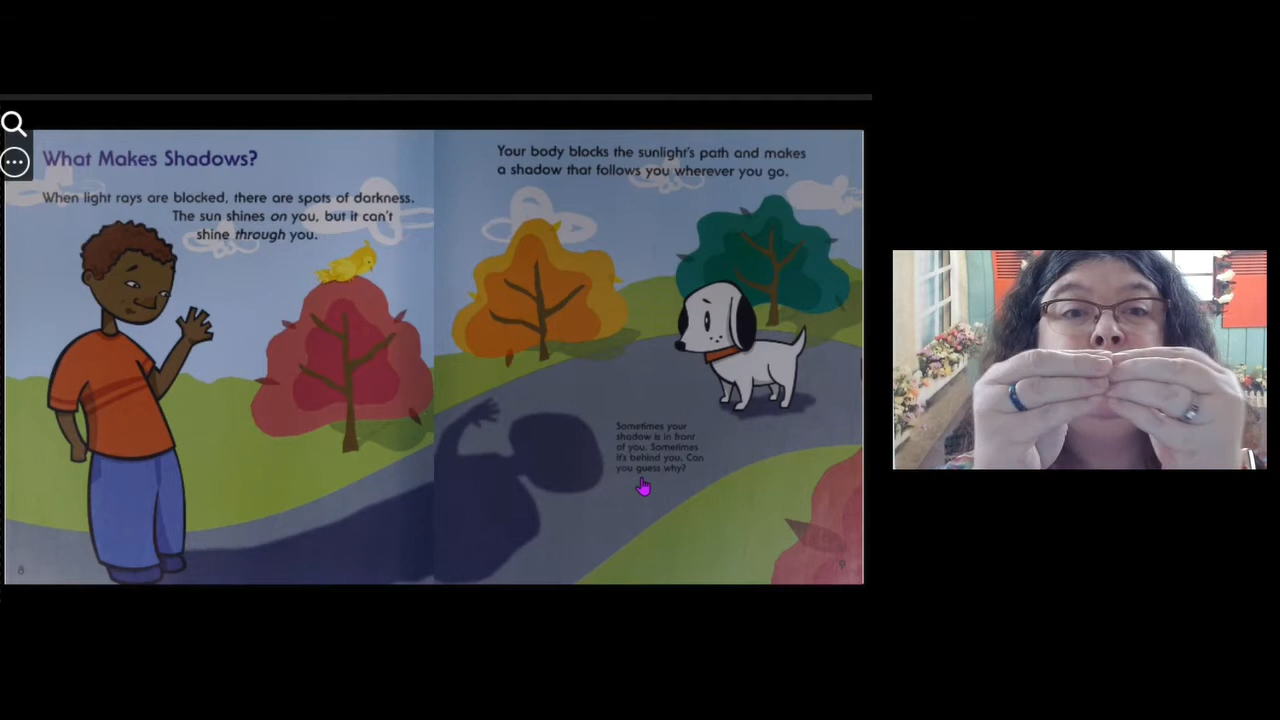 What Makes Shadows?
When light rays are blocked, there are spots of darkness.
The sun shines on you, but it can't
shine through you.
8
Your body blocks the sunlight's path and makes
a shadow that follows you wherever you go.
Sometimes your
shadow is in front
of you. Sometimes
it's behind you. Can
you guess why?
9